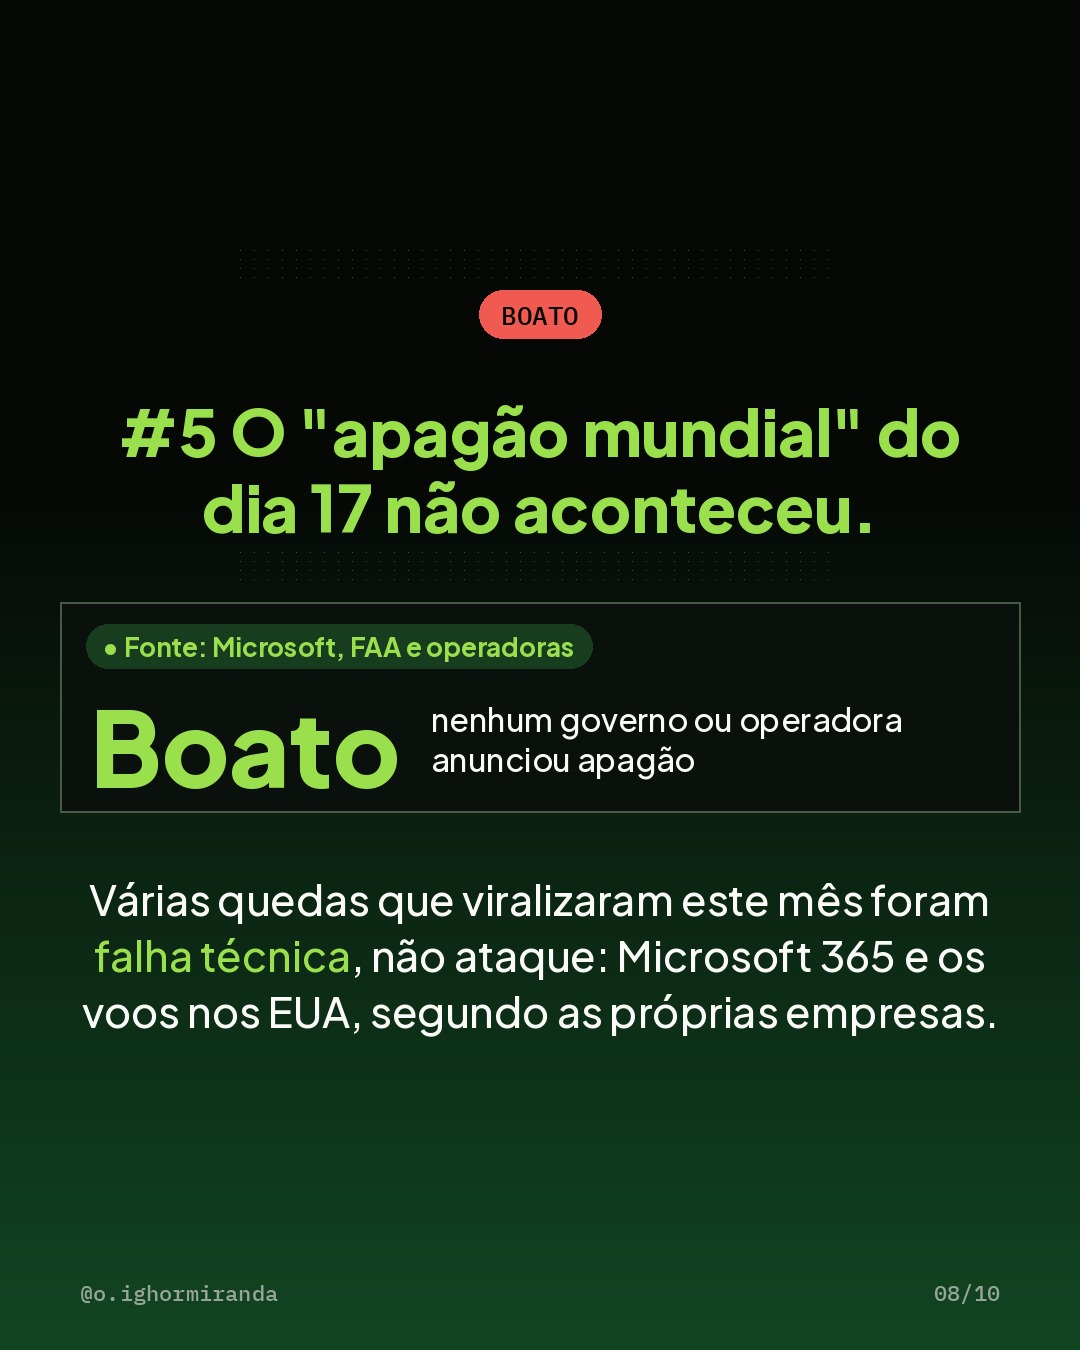 BOATO
#5 O "apagão mundial" do
dia 17 não aconteceu.
• Fonte: Microsoft, FAA e operadoras
Boato
nenhum governo ou operadora
anunciou apagão
Várias quedas que viralizaram este mês foram
falha técnica, não ataque: Microsoft 365 e os
voos nos EUA, segundo as próprias empresas.
@o.ighormiranda
08/10